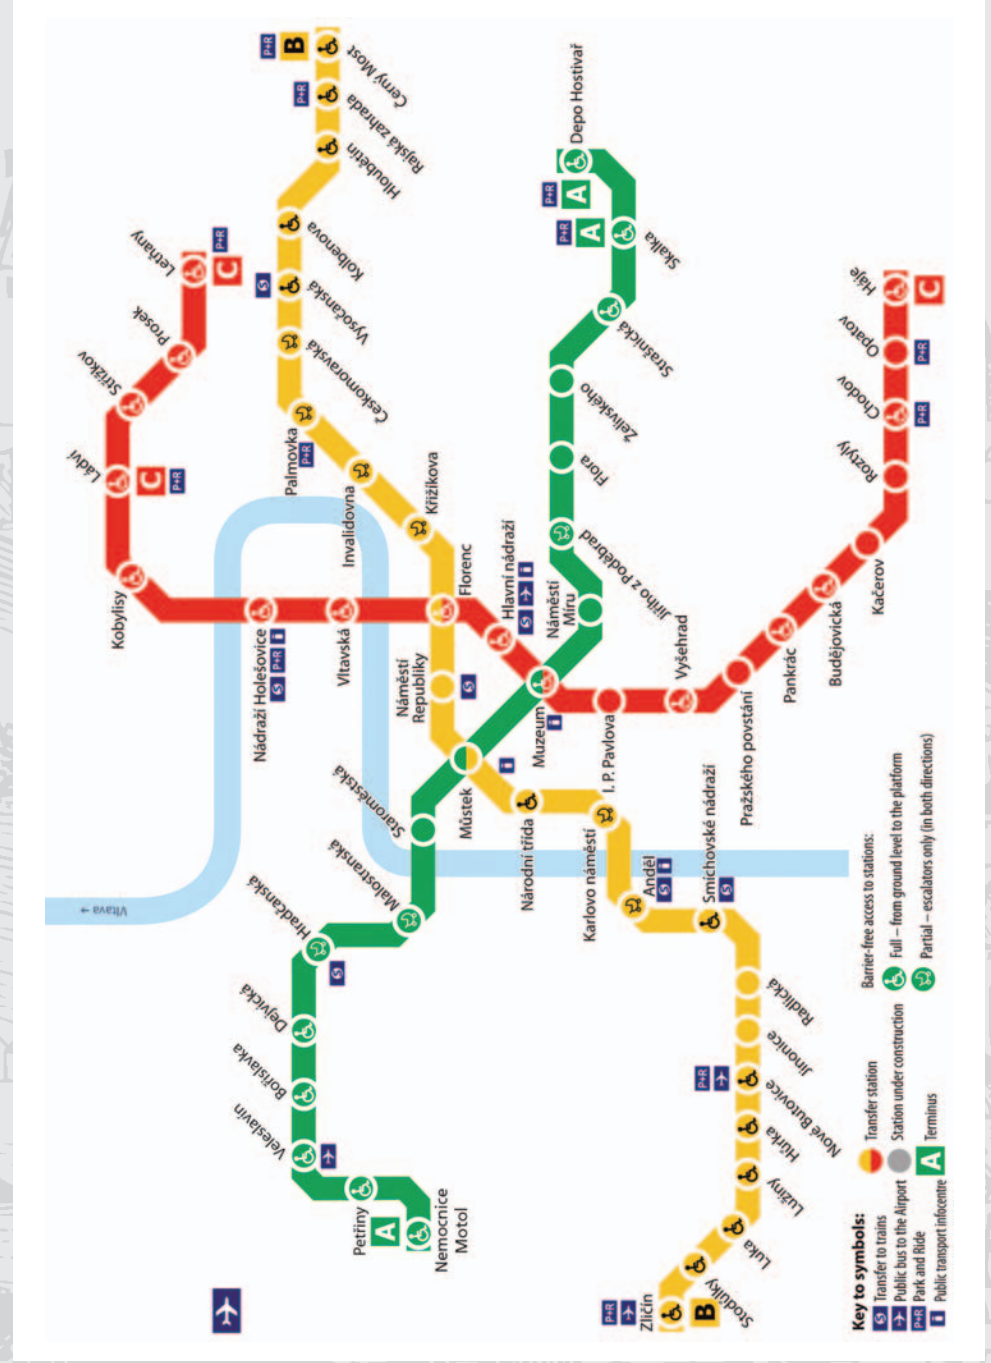 Zličín
P+R
B
Stodůlky
Luka
Lužiny
Hůrka
Nové Butovice
P+R
Jinonice
Radlická
Smíchovské nádraží
S
Anděl
S
i
Karlovo náměstí
Národní třída
Můstek
i
Náměstí
Republiky
S
Florenc
Křižíkova
Invalidovna
Palmovka
P+R
Českomoravská
Vysočanská
S
Kolbenova
Hloubětín
Rajská zahrada
P+R
Černý Most
B
P+R
Nemocnice
Motol
A
Petřiny
Veleslavín
Bořislavka
Dejvická
Hradčanská
S
Malostranská
Staroměstská
Muzeum
i
Náměstí
Míru
Jiřího z Poděbrad
Flora
Želivského
Strašnická
Skalka
A
P+R
Depo Hostivař
A
P+R
Letňany
C
P+R
Prosek
Střížkov
Ládví
C
P+R
Kobylisy
Nádraží Holešovice
S
P+R
i
Vltavská
Hlavní nádraží
S
i
I. P. Pavlova
Vyšehrad
Pražského povstání
Pankrác
Budějovická
Kačerov
Roztyly
Chodov
P+R
Opatov
P+R
Háje
C
Vltava →
Key to symbols:
S Transfer to trains
Public bus to the Airport
P+R Park and Ride
i Public transport infocentre
Transfer station
Station under construction
A Terminus
Barrier-free access to stations:
Full – from ground level to the platform
Partial – escalators only (in both directions)